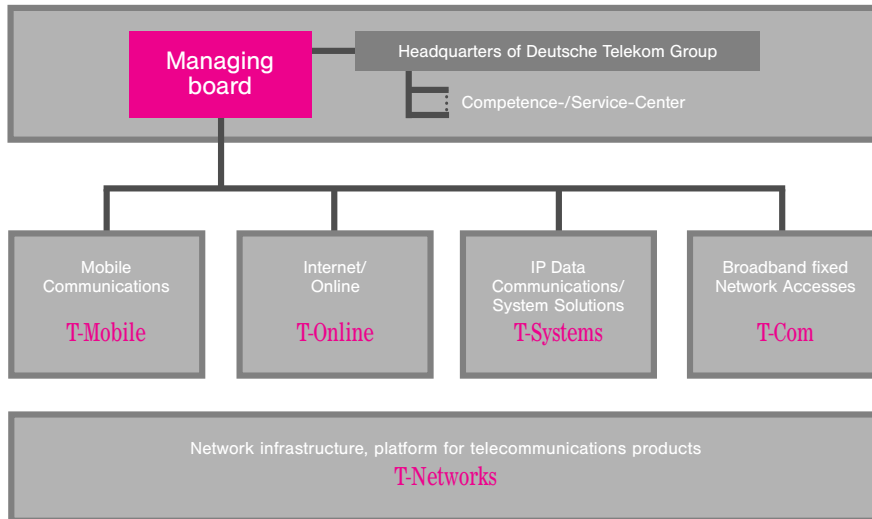 Managing
board
Headquarters of Deutsche Telekom Group
Competence-/Service-Center
Mobile
Communications
T-Mobile
Internet/
Online
T-Online
IP Data
Communications/
System Solutions
T-Systems
Broadband fixed
Network Accesses
T-Com
Network infrastructure, platform for telecommunications products
T-Networks